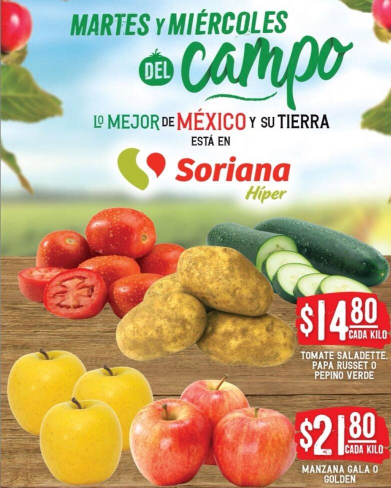 MARTES Y MIÉRCOLES
DEL Campo
LO MEJOR DE MÉXICO Y SU TIERRA
ESTÁ EN
Soriana
Híper
$14.80
CADA KILO
TOMATE SALADETTE,
PAPA RUSSET O
PEPINO VERDE
$21.80
CADA KILO
MANZANA GALA O
GOLDEN